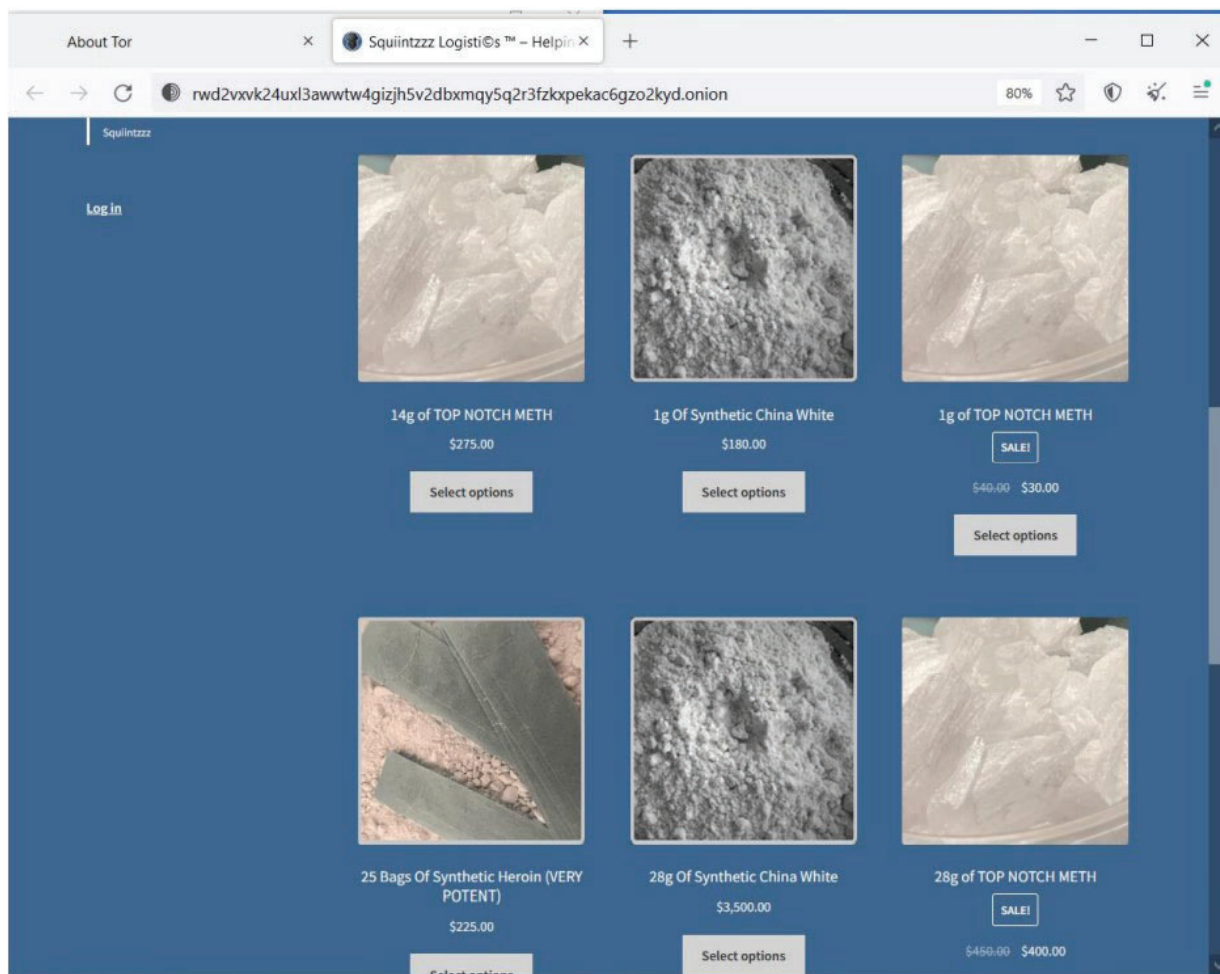 About Tor
Squiintzzz Logisti©s ™ – Helpin
rwd2vxvk24uxl3awwtw4gizjh5v2dbxmqy5q2r3fzkxpekac6gzo2kyd.onion
80%
Squiintzzz
Log in
14g of TOP NOTCH METH
$275.00
Select options
1g Of Synthetic China White
$180.00
Select options
1g of TOP NOTCH METH
SALE!
$40.00 $30.00
Select options
25 Bags Of Synthetic Heroin (VERY
POTENT)
$225.00
Select options
28g Of Synthetic China White
$3,500.00
Select options
28g of TOP NOTCH METH
SALE!
$450.00 $400.00